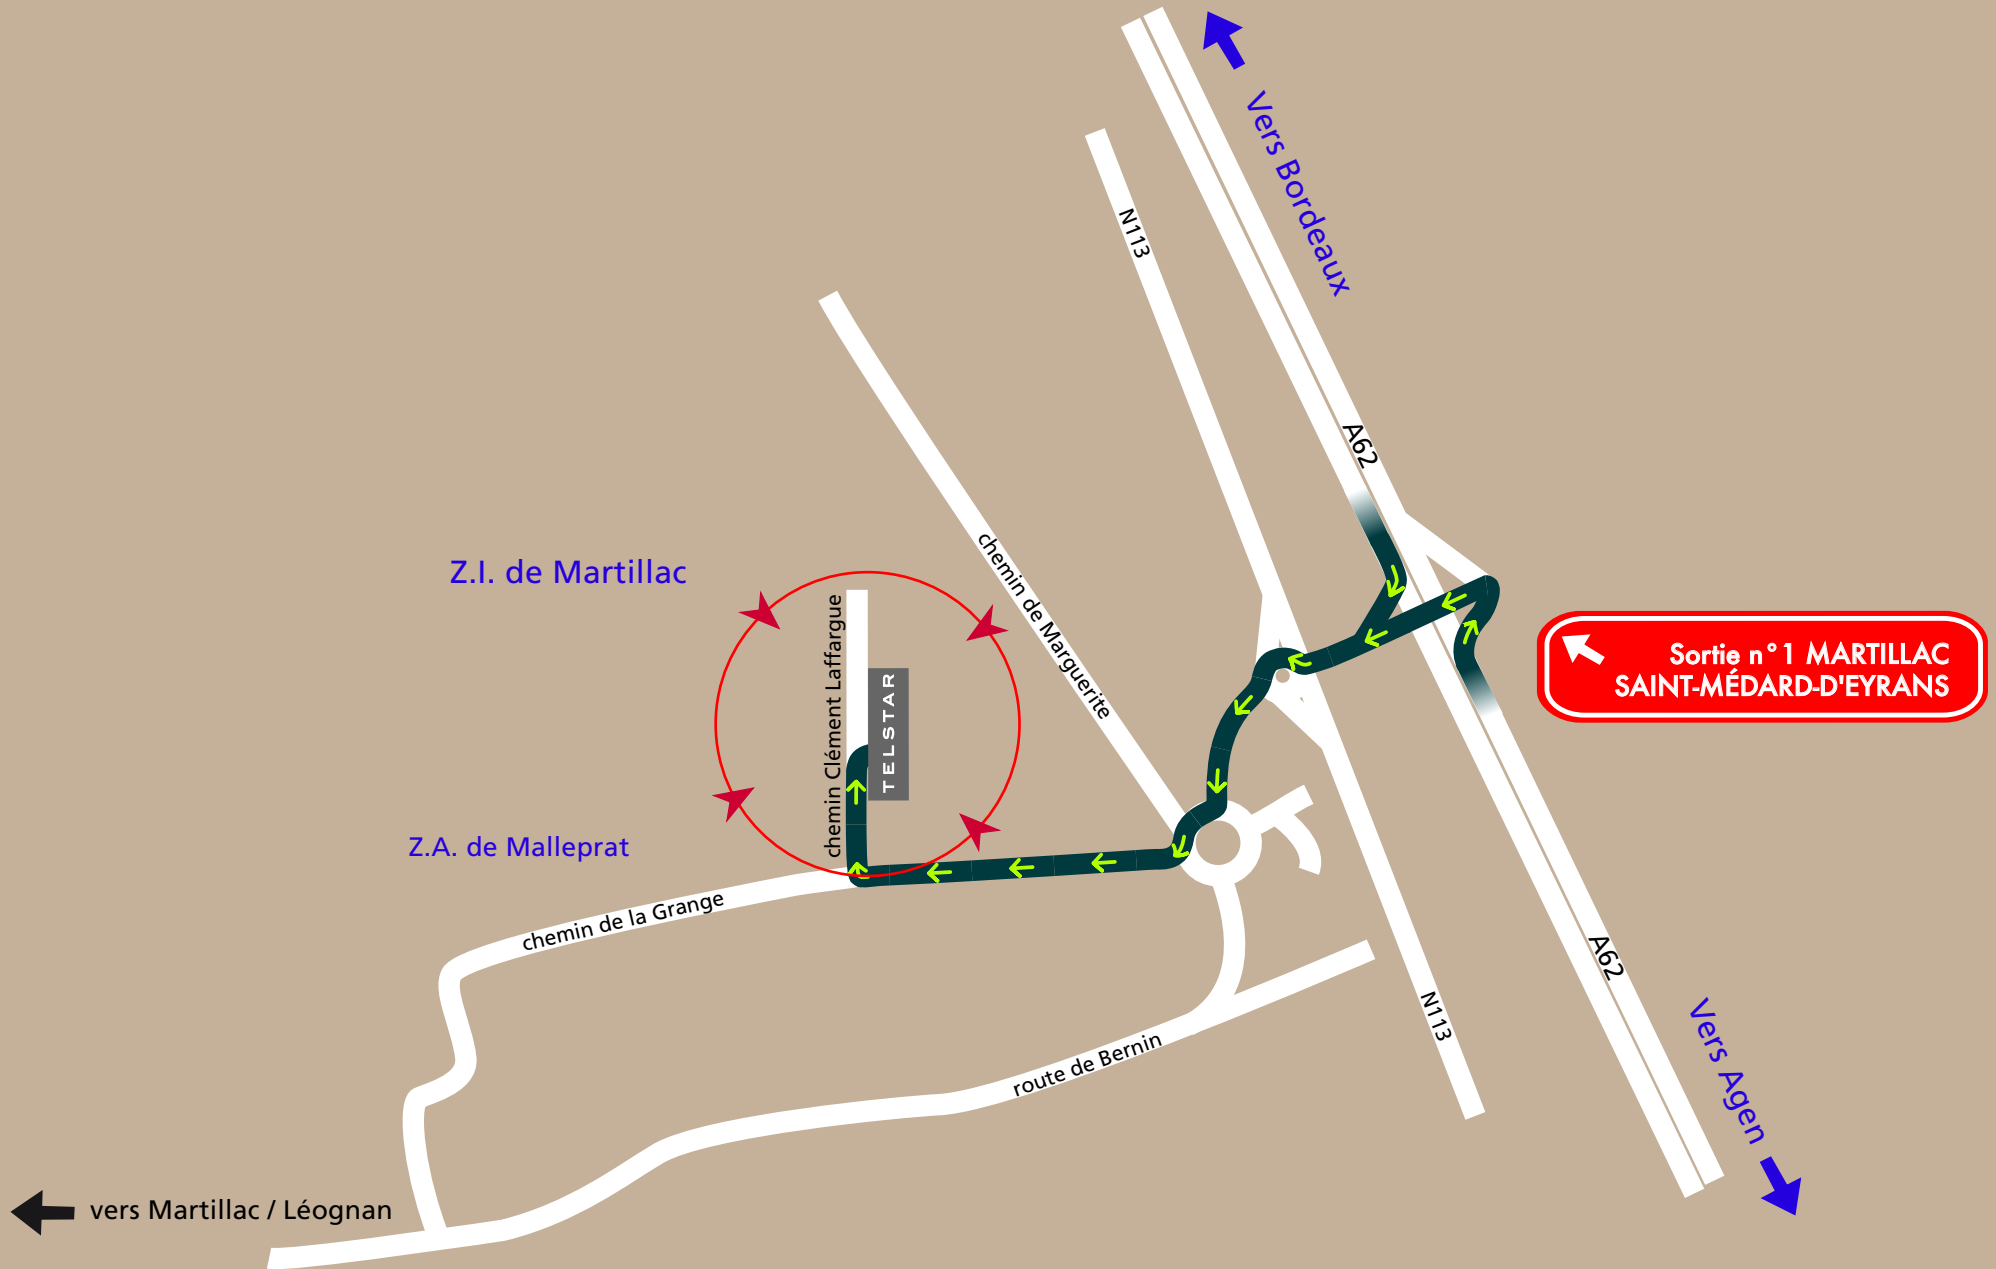 Vers Bordeaux
N113
A62
chemin de Marguerite
Z.I. de Martillac
chemin Clément Laffargue
TELSTAR
Sortie n°1 MARTILLAC
SAINT-MÉDARD-D'EYRANS
Z.A. de Malleprat
chemin de la Grange
A62
N113
route de Bernin
Vers Agen
vers Martillac / Léognan